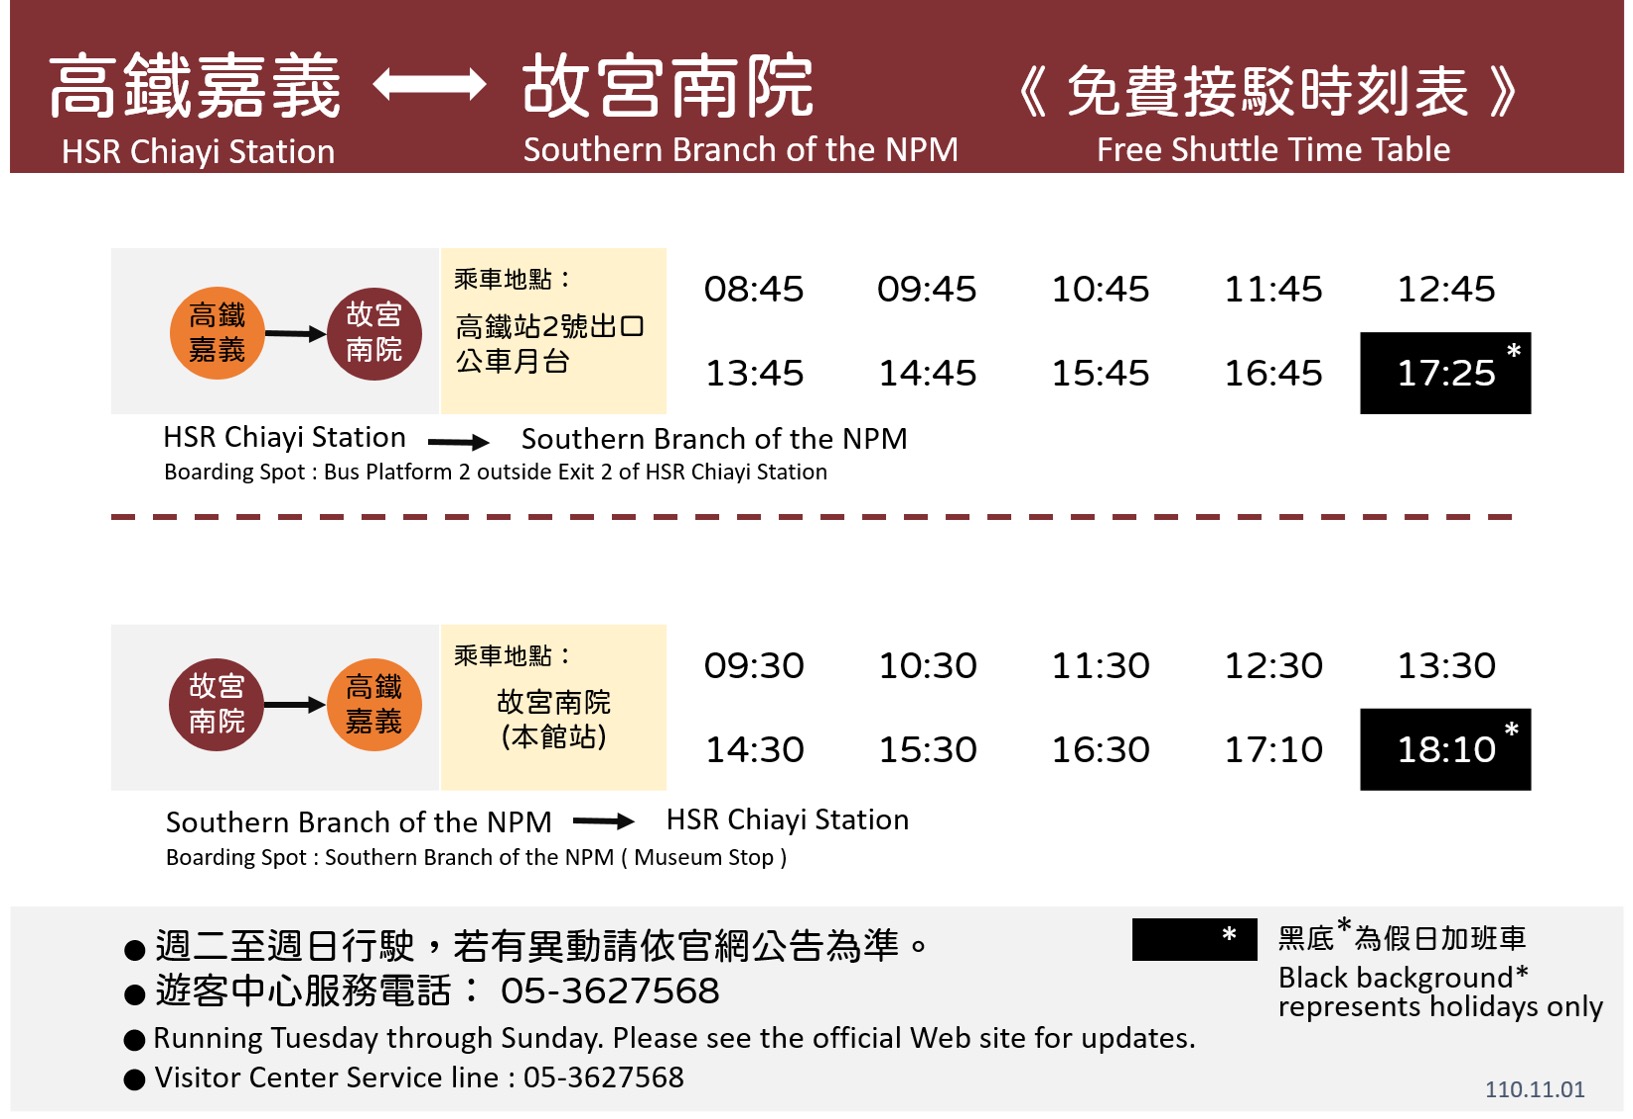 高鐵嘉義 故宮南院 《 免費接駁時刻表 》
HSR Chiayi Station Southern Branch of the NPM Free Shuttle Time Table
高鐵
嘉義
故宮
南院
乘車地點：
高鐵站2號出口
公車月台
08:45 09:45 10:45 11:45 12:45
13:45 14:45 15:45 16:45 17:25 *
HSR Chiayi Station Southern Branch of the NPM
Boarding Spot : Bus Platform 2 outside Exit 2 of HSR Chiayi Station
故宮
南院
高鐵
嘉義
乘車地點：
故宮南院
(本館站)
09:30 10:30 11:30 12:30 13:30
14:30 15:30 16:30 17:10 18:10 *
Southern Branch of the NPM HSR Chiayi Station
Boarding Spot : Southern Branch of the NPM ( Museum Stop )
● 週二至週日行駛，若有異動請依官網公告為準。
● 遊客中心服務電話： 05-3627568
● Running Tuesday through Sunday. Please see the official Web site for updates.
● Visitor Center Service line : 05-3627568
* 黑底*為假日加班車
Black background*
represents holidays only
110.11.01